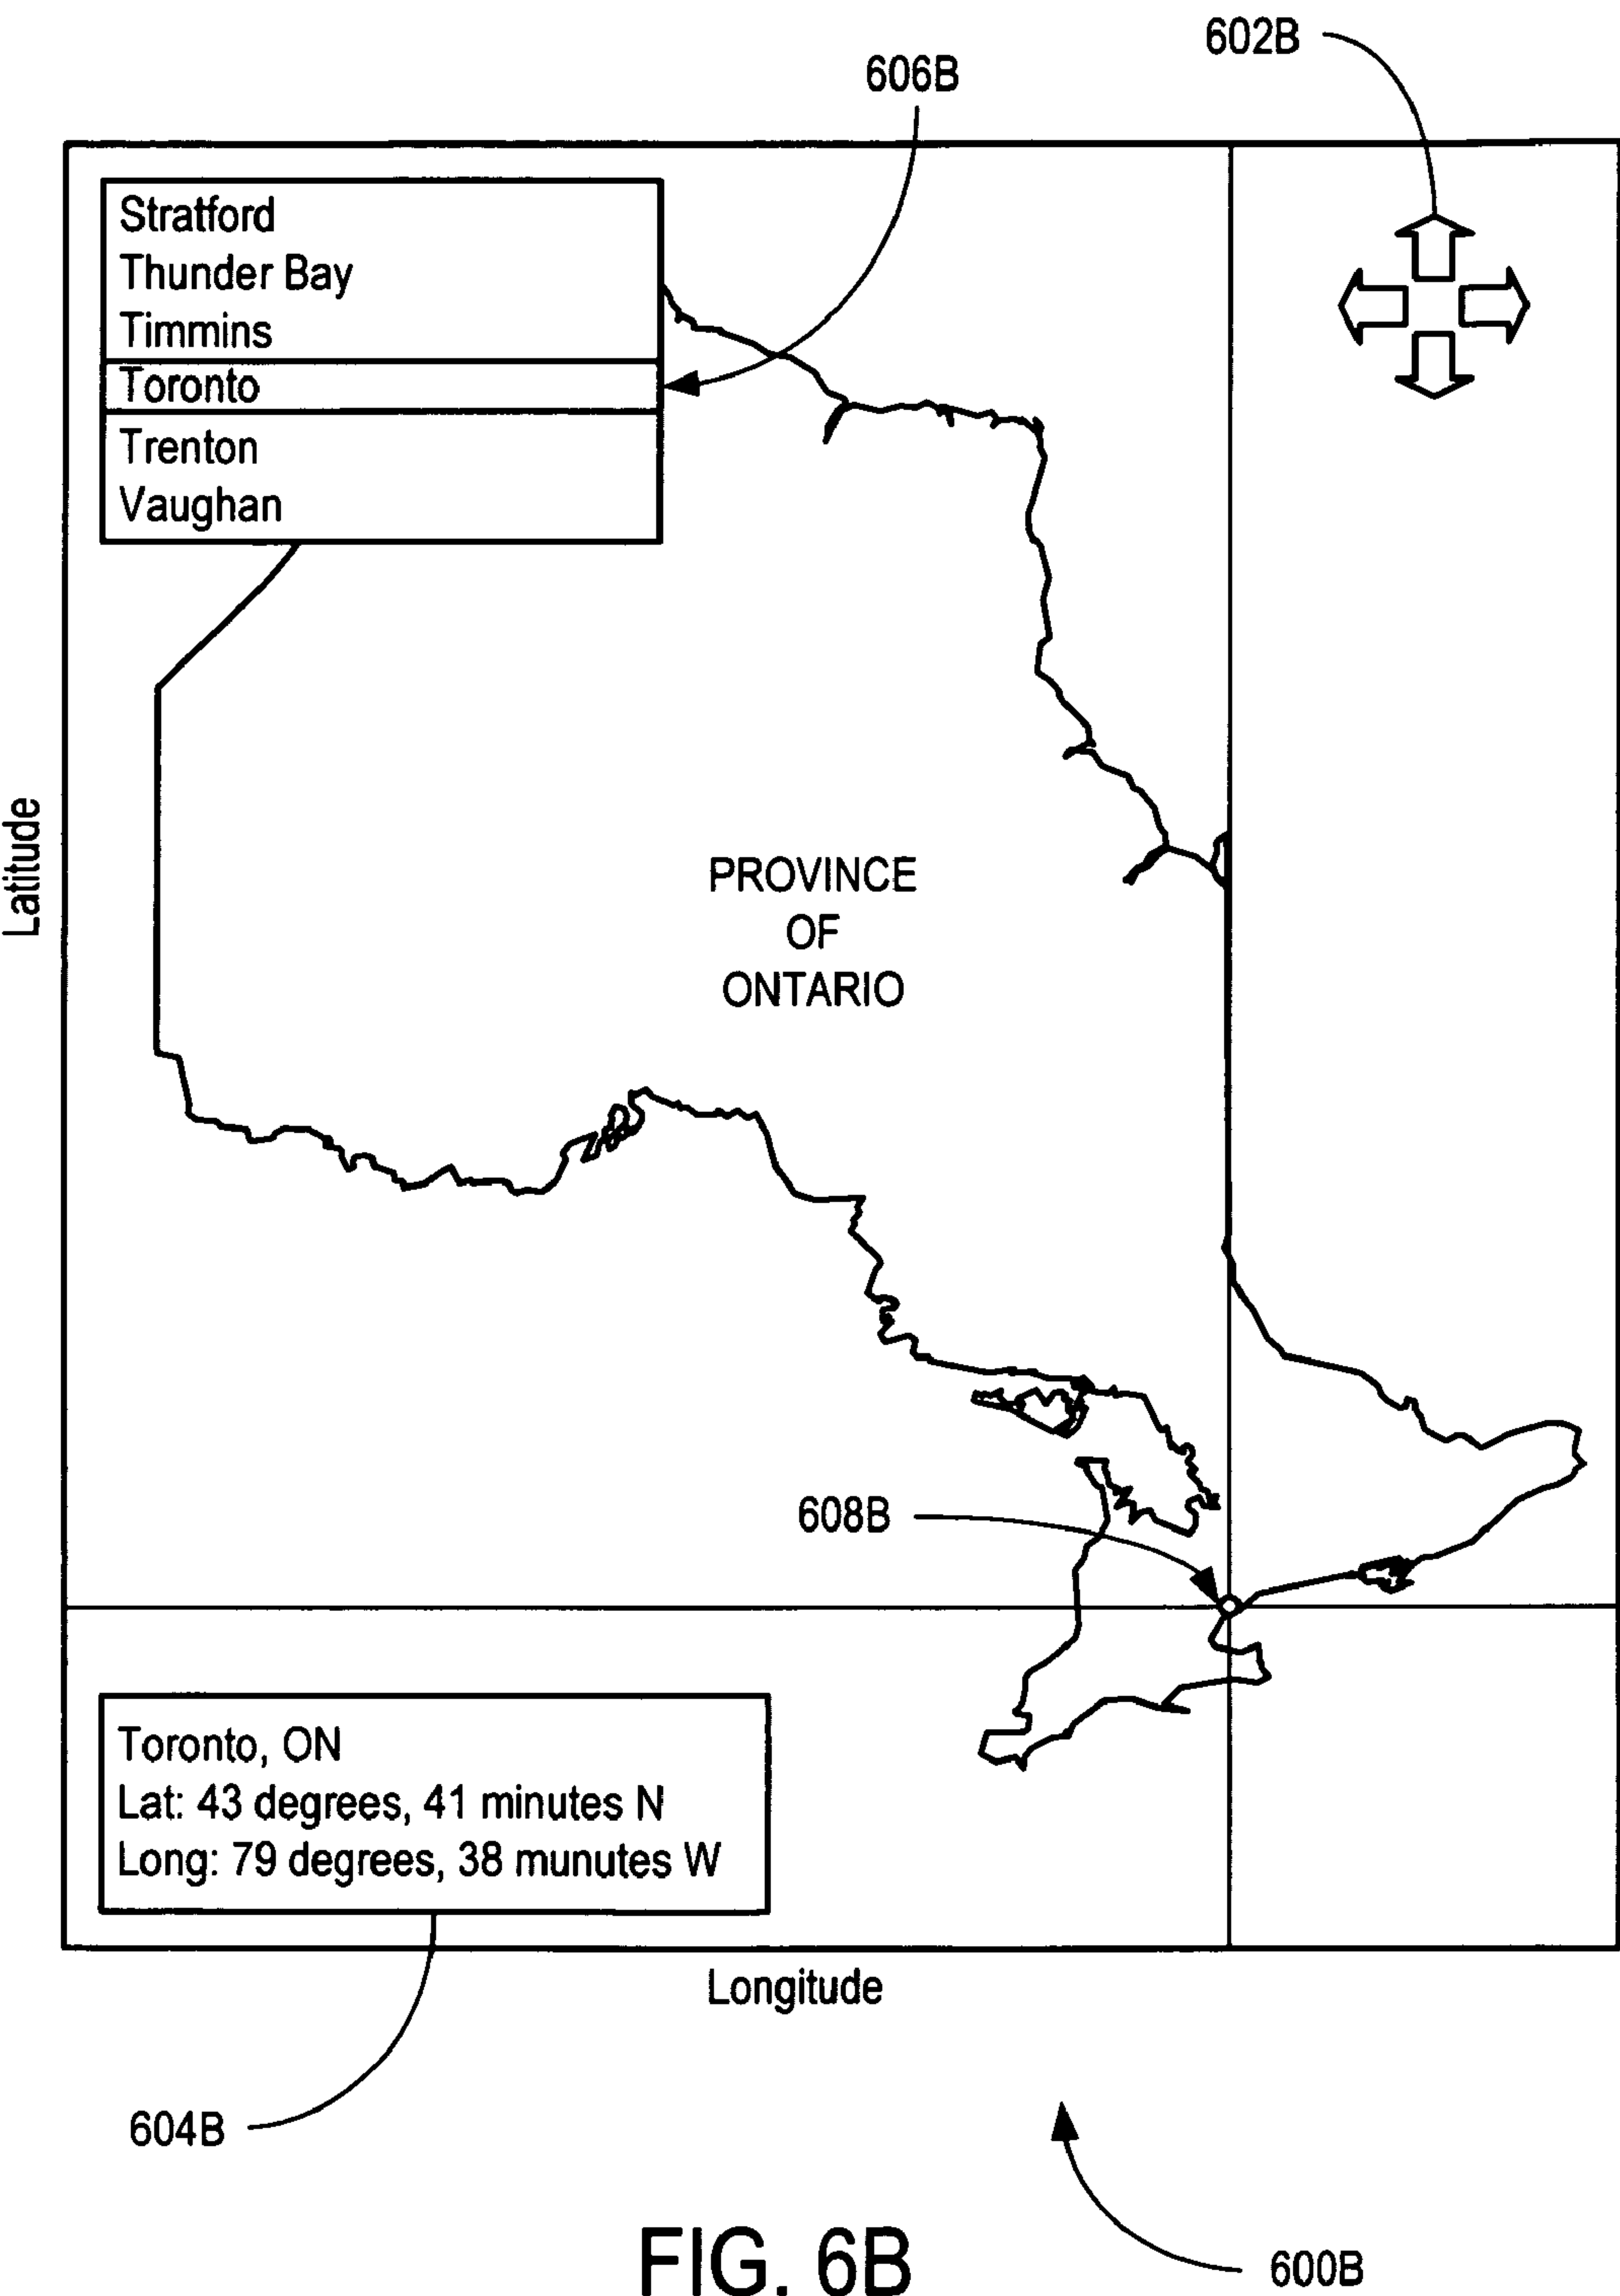 602B
606B
Stratford
Thunder Bay
Timmins
Toronto
Trenton
Vaughan
Latitude
PROVINCE
OF
ONTARIO
608B
Toronto, ON
Lat: 43 degrees, 41 minutes N
Long: 79 degrees, 38 munutes W
Longitude
604B
600B
FIG. 6B